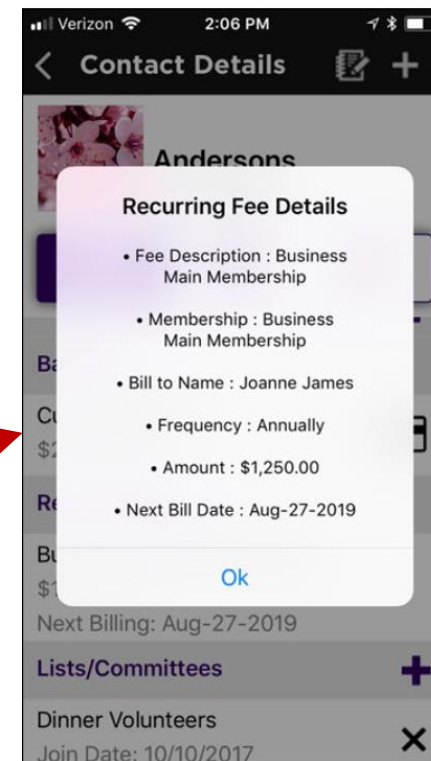 Verizon 2:06 PM
Contact Details
Andersons
Recurring Fee Details
• Fee Description : Business
Main Membership
• Membership : Business
Main Membership
• Bill to Name : Joanne James
• Frequency : Annually
• Amount : $1,250.00
• Next Bill Date : Aug-27-2019
Ok
Next Billing: Aug-27-2019
Lists/Committees
Dinner Volunteers
Join Date: 10/10/2017